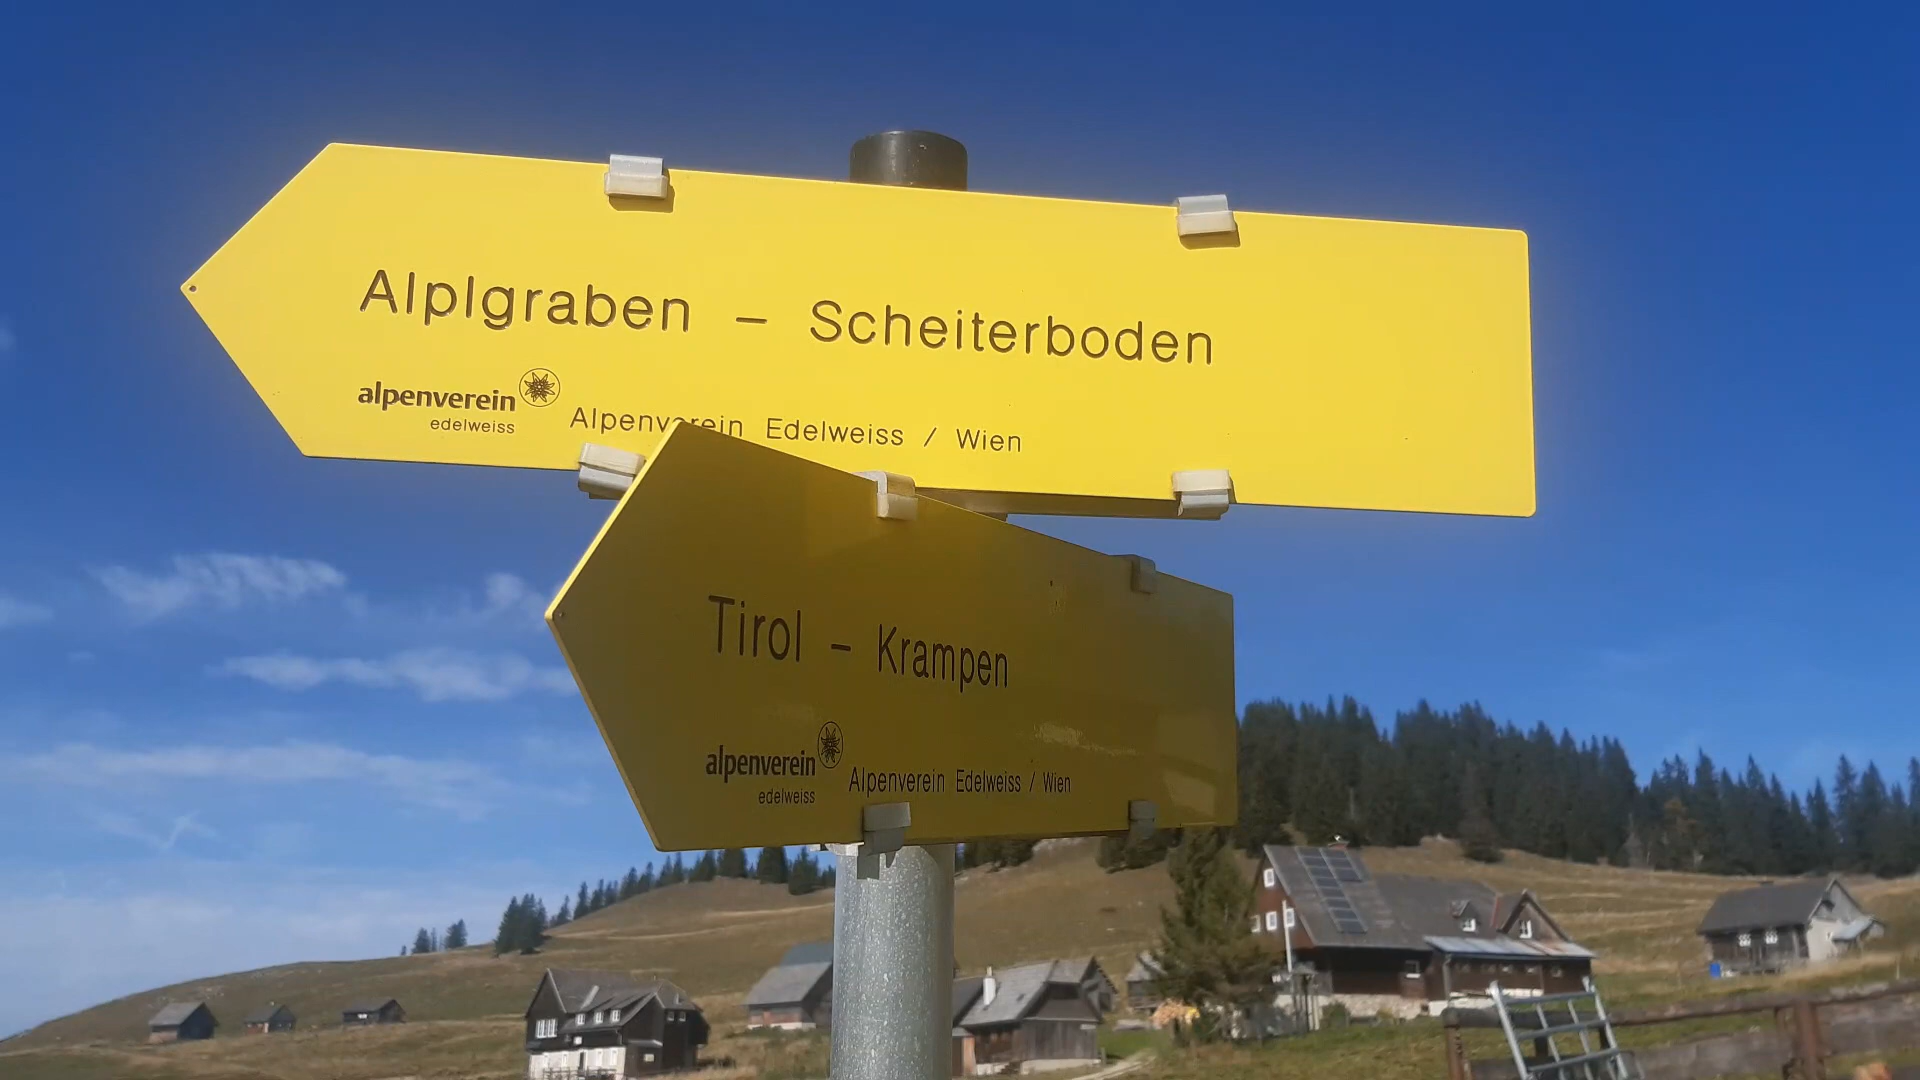 Alplgraben – Scheiterboden
alpenverein
edelweiss
Alpenverein Edelweiss / Wien
Tirol – Krampen
alpenverein
edelweiss
Alpenverein Edelweiss / Wien